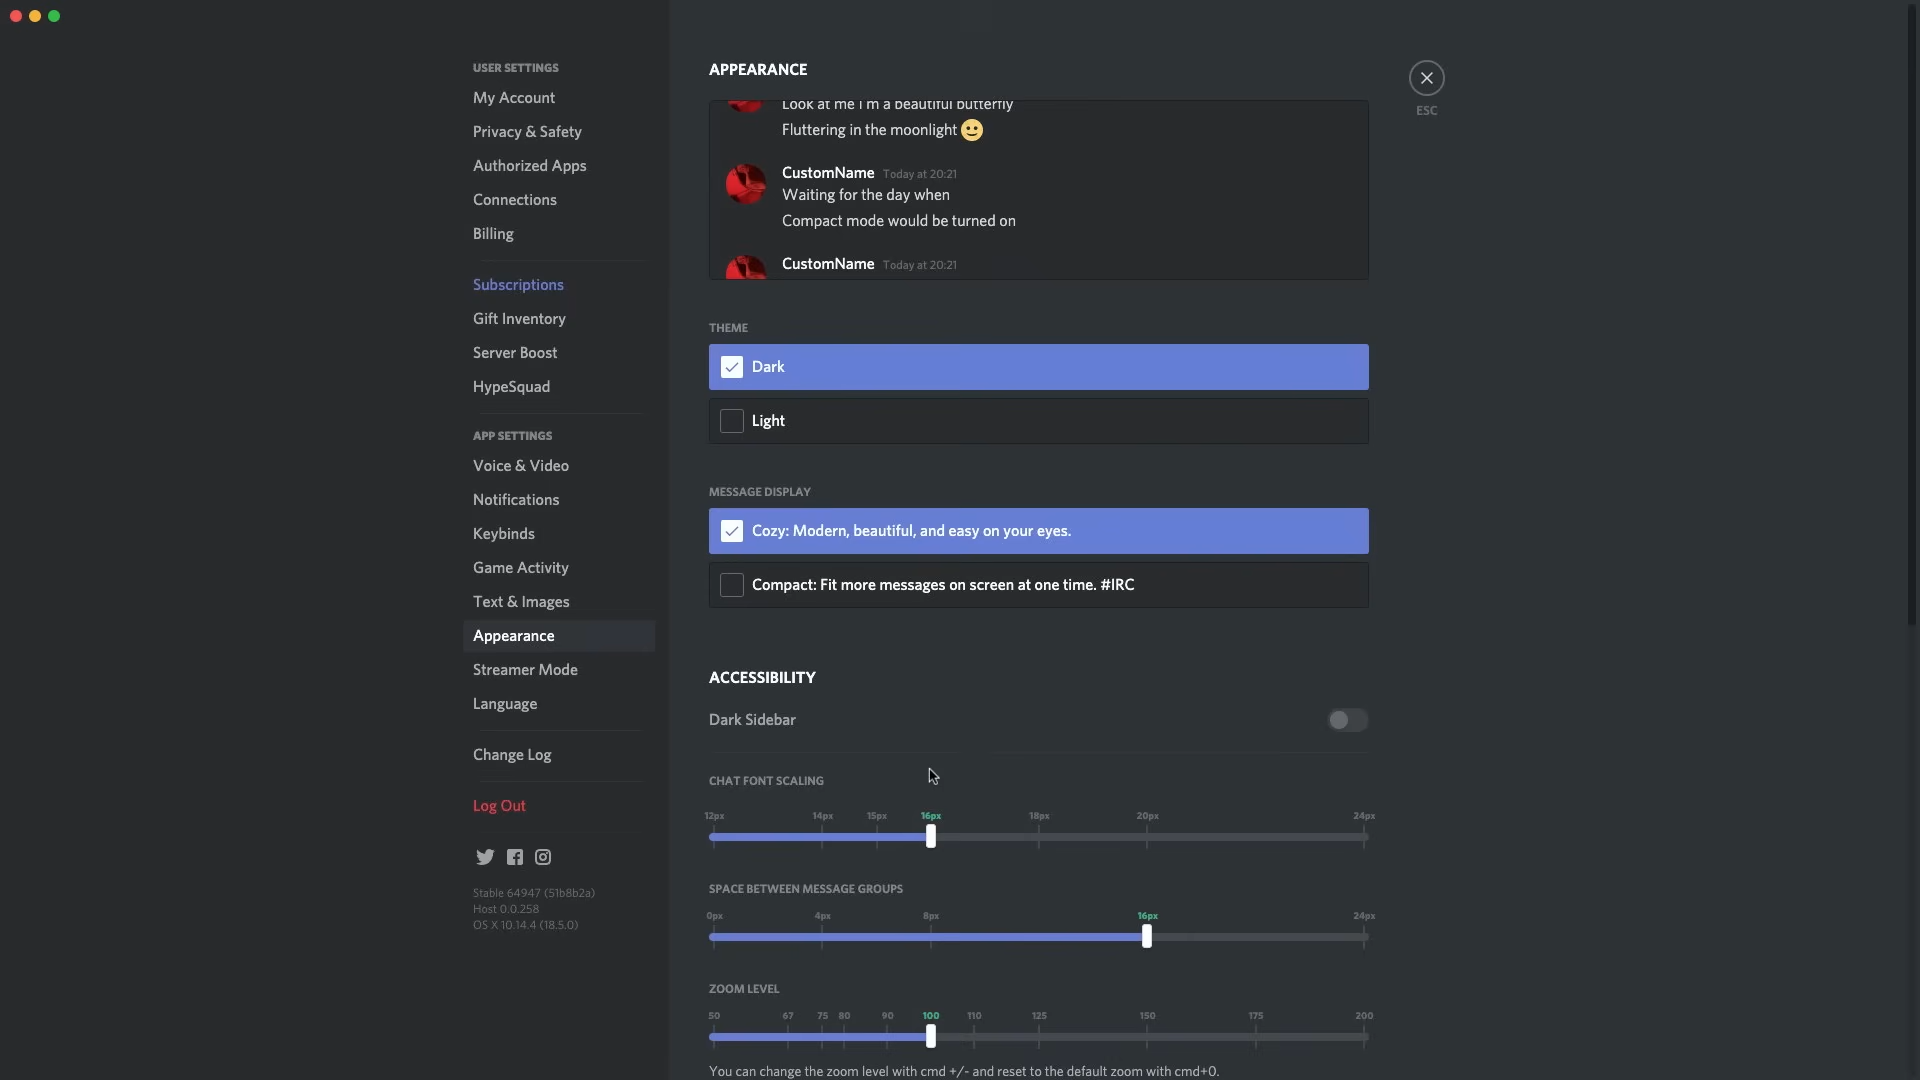 USER SETTINGS
My Account
Privacy & Safety
Authorized Apps
Connections
Billing
Subscriptions
Gift Inventory
Server Boost
HypeSquad
APP SETTINGS
Voice & Video
Notifications
Keybinds
Game Activity
Text & Images
Appearance
Streamer Mode
Language
Change Log
Log Out
Stable 64947 (51b8b2a)
Host 0.0.258
OS X 10.14.4 (18.5.0)
APPEARANCE
ESC
Look at me I'm a beautiful butterfly
Fluttering in the moonlight 🙂
CustomName Today at 20:21
Waiting for the day when
Compact mode would be turned on
CustomName Today at 20:21
THEME
Dark
Light
MESSAGE DISPLAY
Cozy: Modern, beautiful, and easy on your eyes.
Compact: Fit more messages on screen at one time. #IRC
ACCESSIBILITY
Dark Sidebar
CHAT FONT SCALING
12px 14px 15px 16px 18px 20px 24px
SPACE BETWEEN MESSAGE GROUPS
0px 4px 8px 16px 24px
ZOOM LEVEL
50 67 75 80 90 100 110 125 150 175 200
You can change the zoom level with cmd +/- and reset to the default zoom with cmd+0.